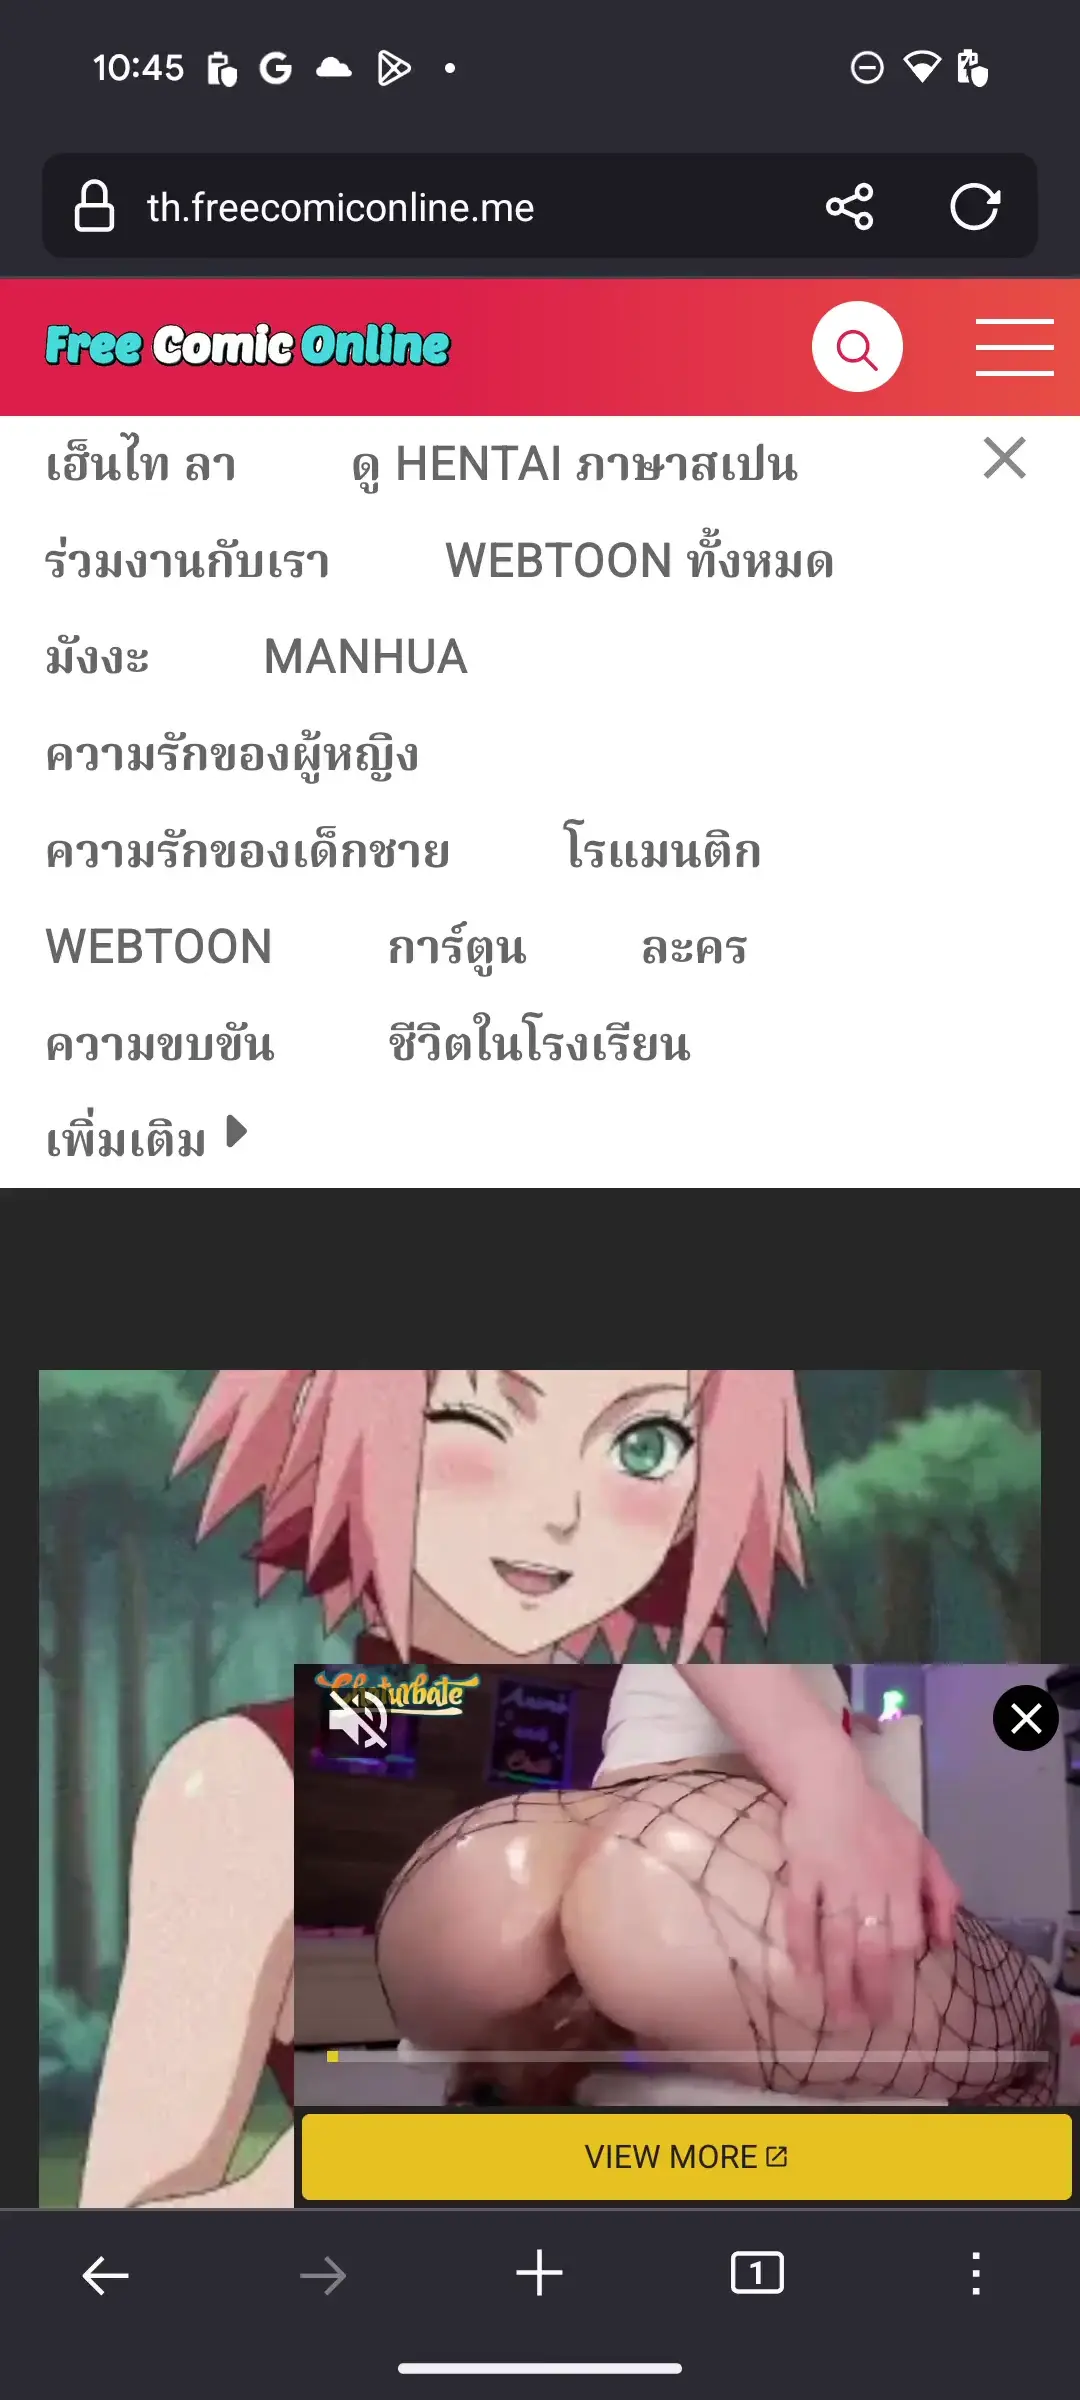 10:45
th.freecomiconline.me
Free Comic Online
เฮ็นไท ลา ดู HENTAI ภาษาสเปน
ร่วมงานกับเรา WEBTOON ทั้งหมด
มังงะ MANHUA
ความรักของผู้หญิง
ความรักของเด็กชาย โรแมนติก
WEBTOON การ์ตูน ละคร
ความขบขัน ชีวิตในโรงเรียน
เพิ่มเติม
Chaturbate
VIEW MORE
1